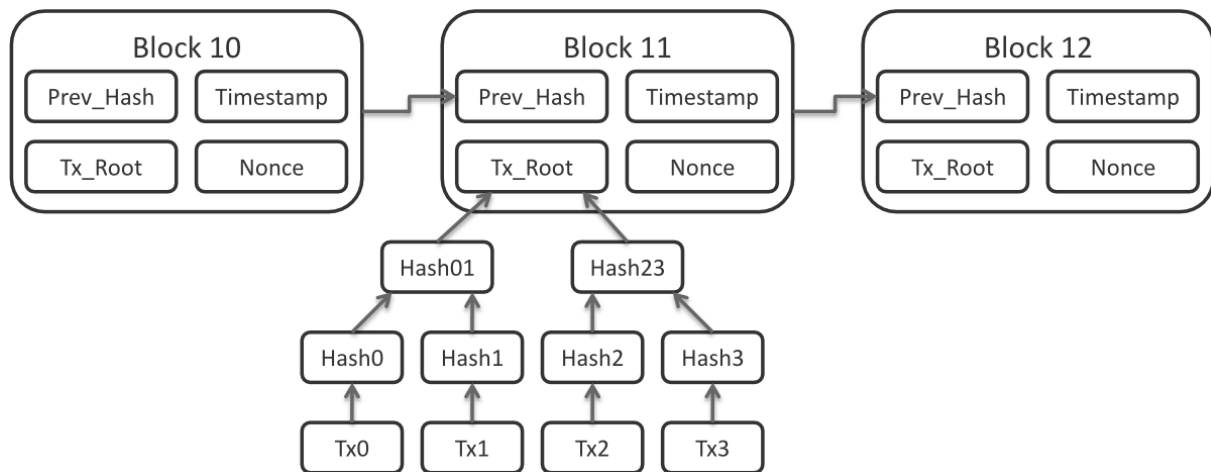 Block 10
Block 11
Block 12
Prev_Hash
Timestamp
Prev_Hash
Timestamp
Prev_Hash
Timestamp
Tx_Root
Nonce
Tx_Root
Nonce
Tx_Root
Nonce
Hash01
Hash23
Hash0
Hash1
Hash2
Hash3
Tx0
Tx1
Tx2
Tx3